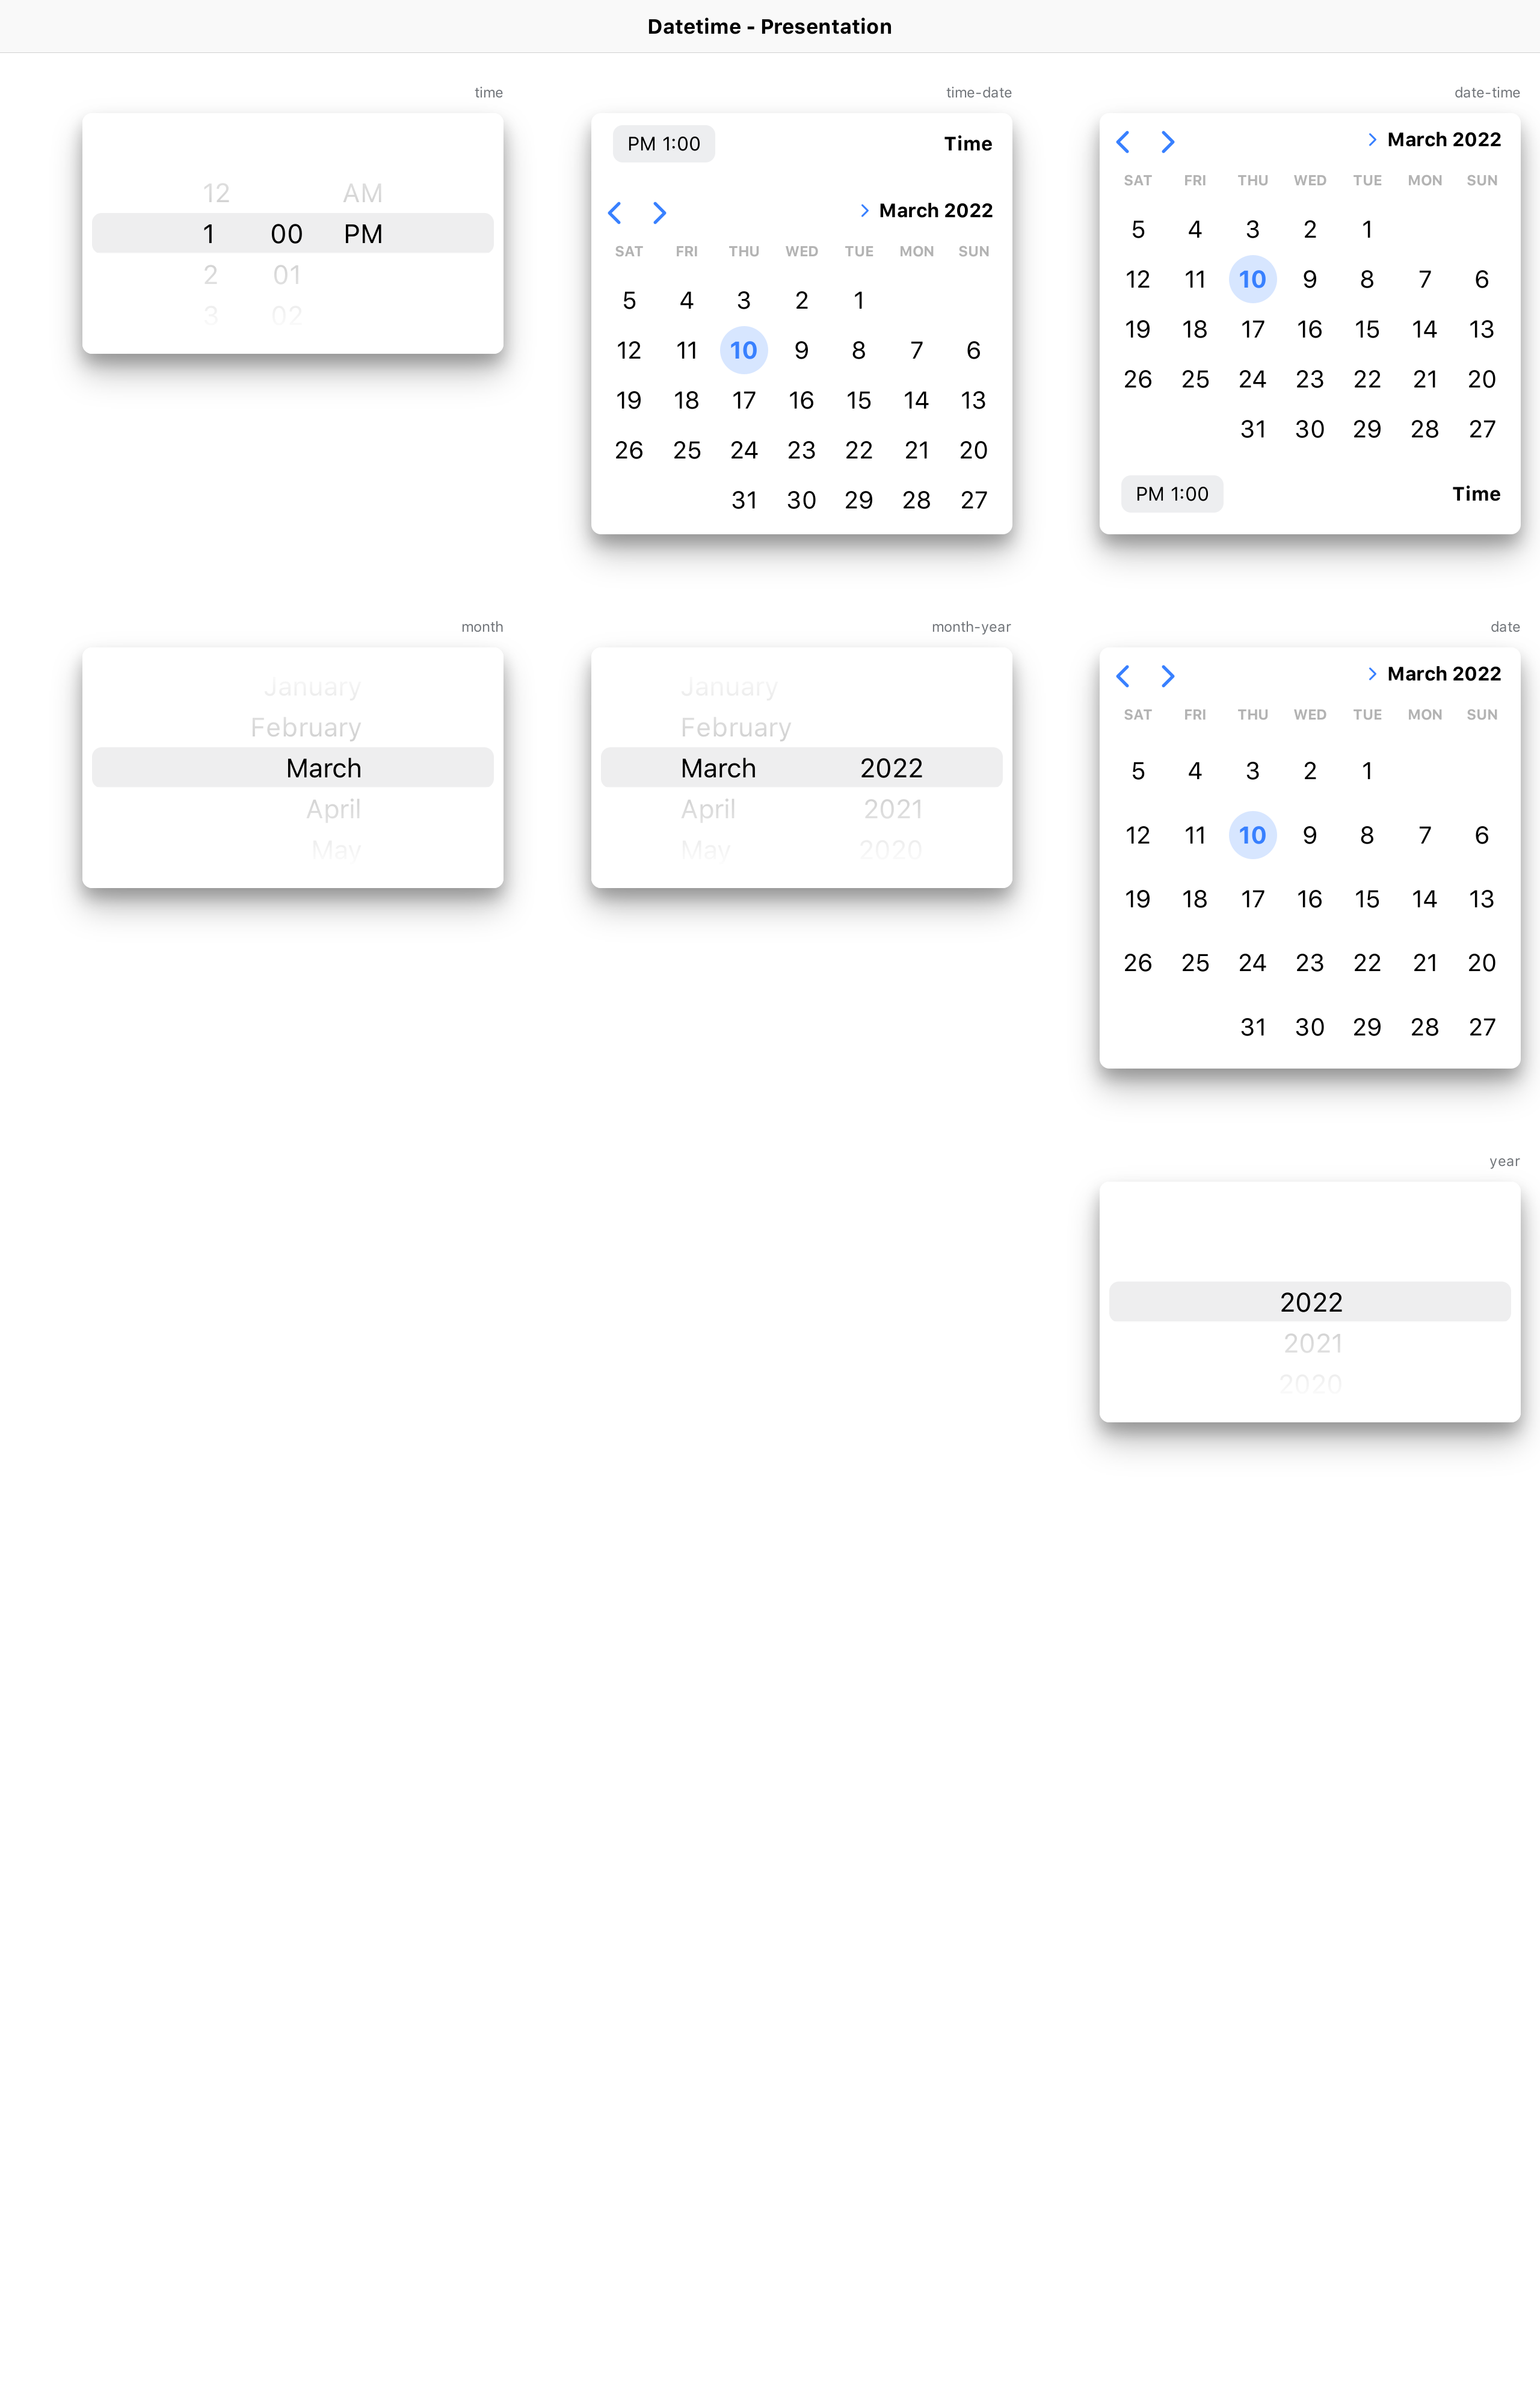 Datetime - Presentation
date-time
March 2022
SUN MON TUE WED THU FRI SAT
1 2 3 4 5
6 7 8 9 10 11 12
13 14 15 16 17 18 19
20 21 22 23 24 25 26
27 28 29 30 31
Time PM 1:00
time-date
Time PM 1:00
March 2022
SUN MON TUE WED THU FRI SAT
1 2 3 4 5
6 7 8 9 10 11 12
13 14 15 16 17 18 19
20 21 22 23 24 25 26
27 28 29 30 31
time
12 AM
1 00 PM
2 01
3 02
date
March 2022
SUN MON TUE WED THU FRI SAT
1 2 3 4 5
6 7 8 9 10 11 12
13 14 15 16 17 18 19
20 21 22 23 24 25 26
27 28 29 30 31
month-year
January
February
March 2022
April 2021
May 2020
month
January
February
March
April
May
year
2022
2021
2020